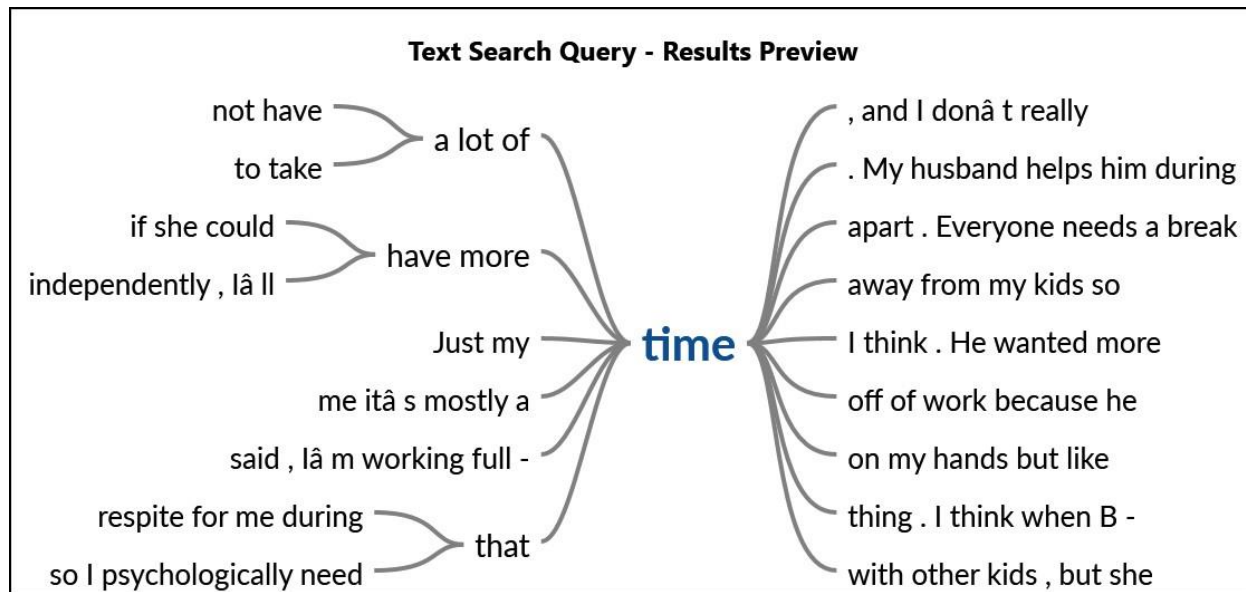 Text Search Query - Results Preview
not have
to take
a lot of
if she could
independently , Iâ ll
have more
Just my
me itâ s mostly a
said , Iâ m working full -
respite for me during
so I psychologically need
that
time
, and I donâ t really
. My husband helps him during
apart . Everyone needs a break
away from my kids so
I think . He wanted more
off of work because he
on my hands but like
thing . I think when B -
with other kids , but she